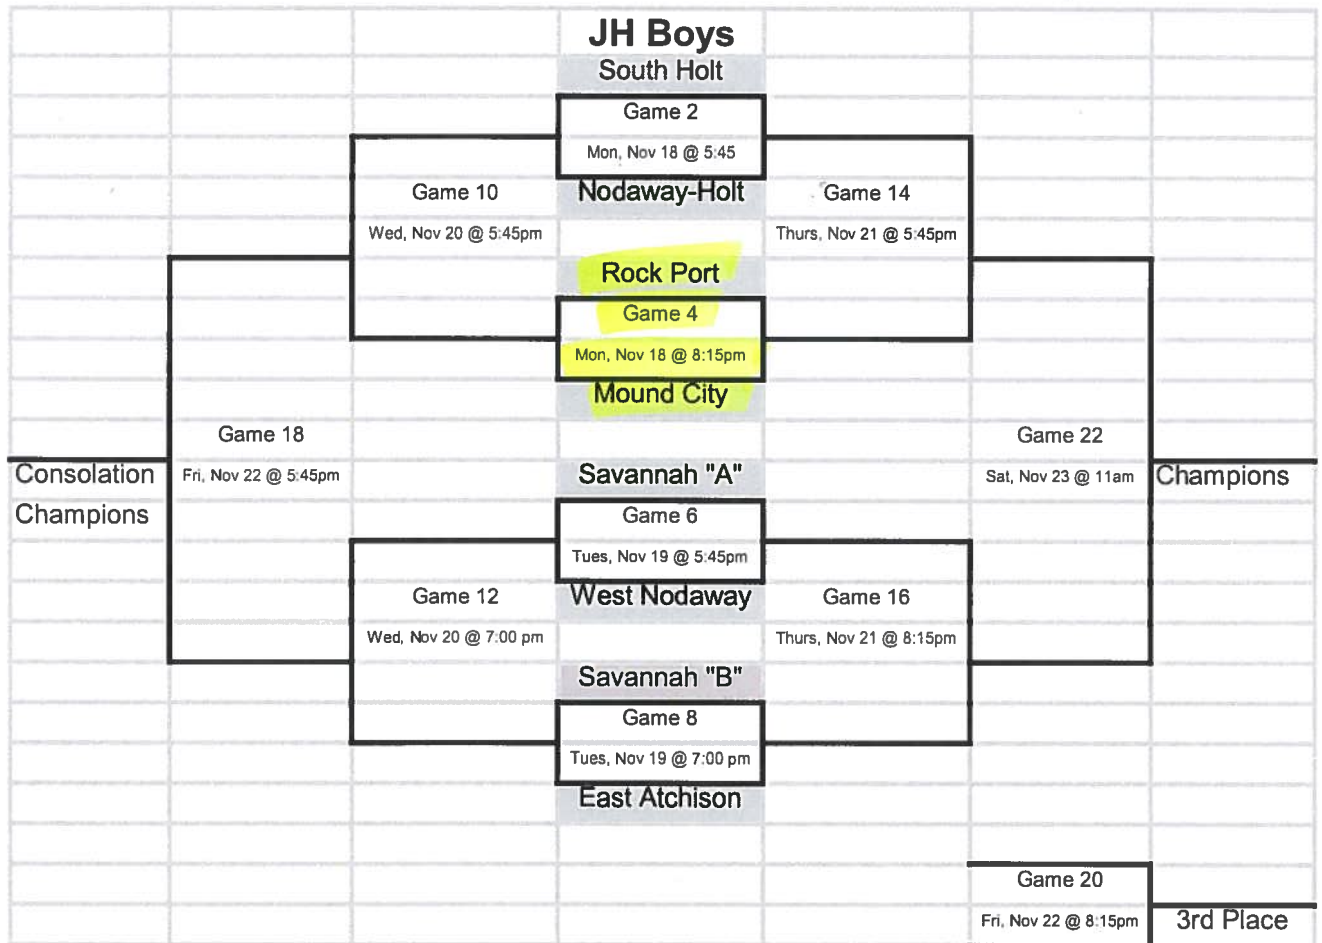 JH Boys
South Holt
Game 2
Mon, Nov 18 @ 5:45
Nodaway-Holt
Game 10
Wed, Nov 20 @ 5:45pm
Game 14
Thurs, Nov 21 @ 5:45pm
Rock Port
Game 4
Mon, Nov 18 @ 8:15pm
Mound City
Game 18
Fri, Nov 22 @ 5:45pm
Consolation
Champions
Game 22
Sat, Nov 23 @ 11am
Champions
Savannah "A"
Game 6
Tues, Nov 19 @ 5:45pm
West Nodaway
Game 12
Wed, Nov 20 @ 7:00 pm
Game 16
Thurs, Nov 21 @ 8:15pm
Savannah "B"
Game 8
Tues, Nov 19 @ 7:00 pm
East Atchison
Game 20
Fri, Nov 22 @ 8:15pm
3rd Place